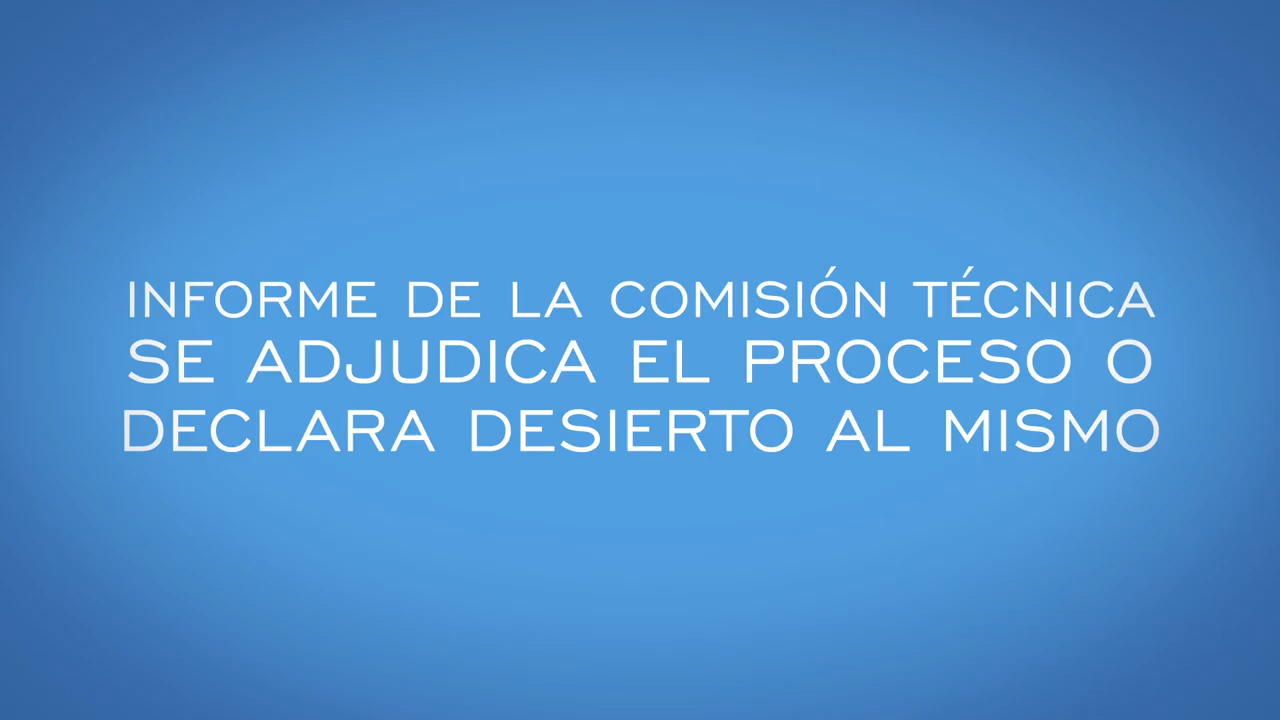 INFORME DE LA COMISIÓN TÉCNICA
SE ADJUDICA EL PROCESO O
DECLARA DESIERTO AL MISMO